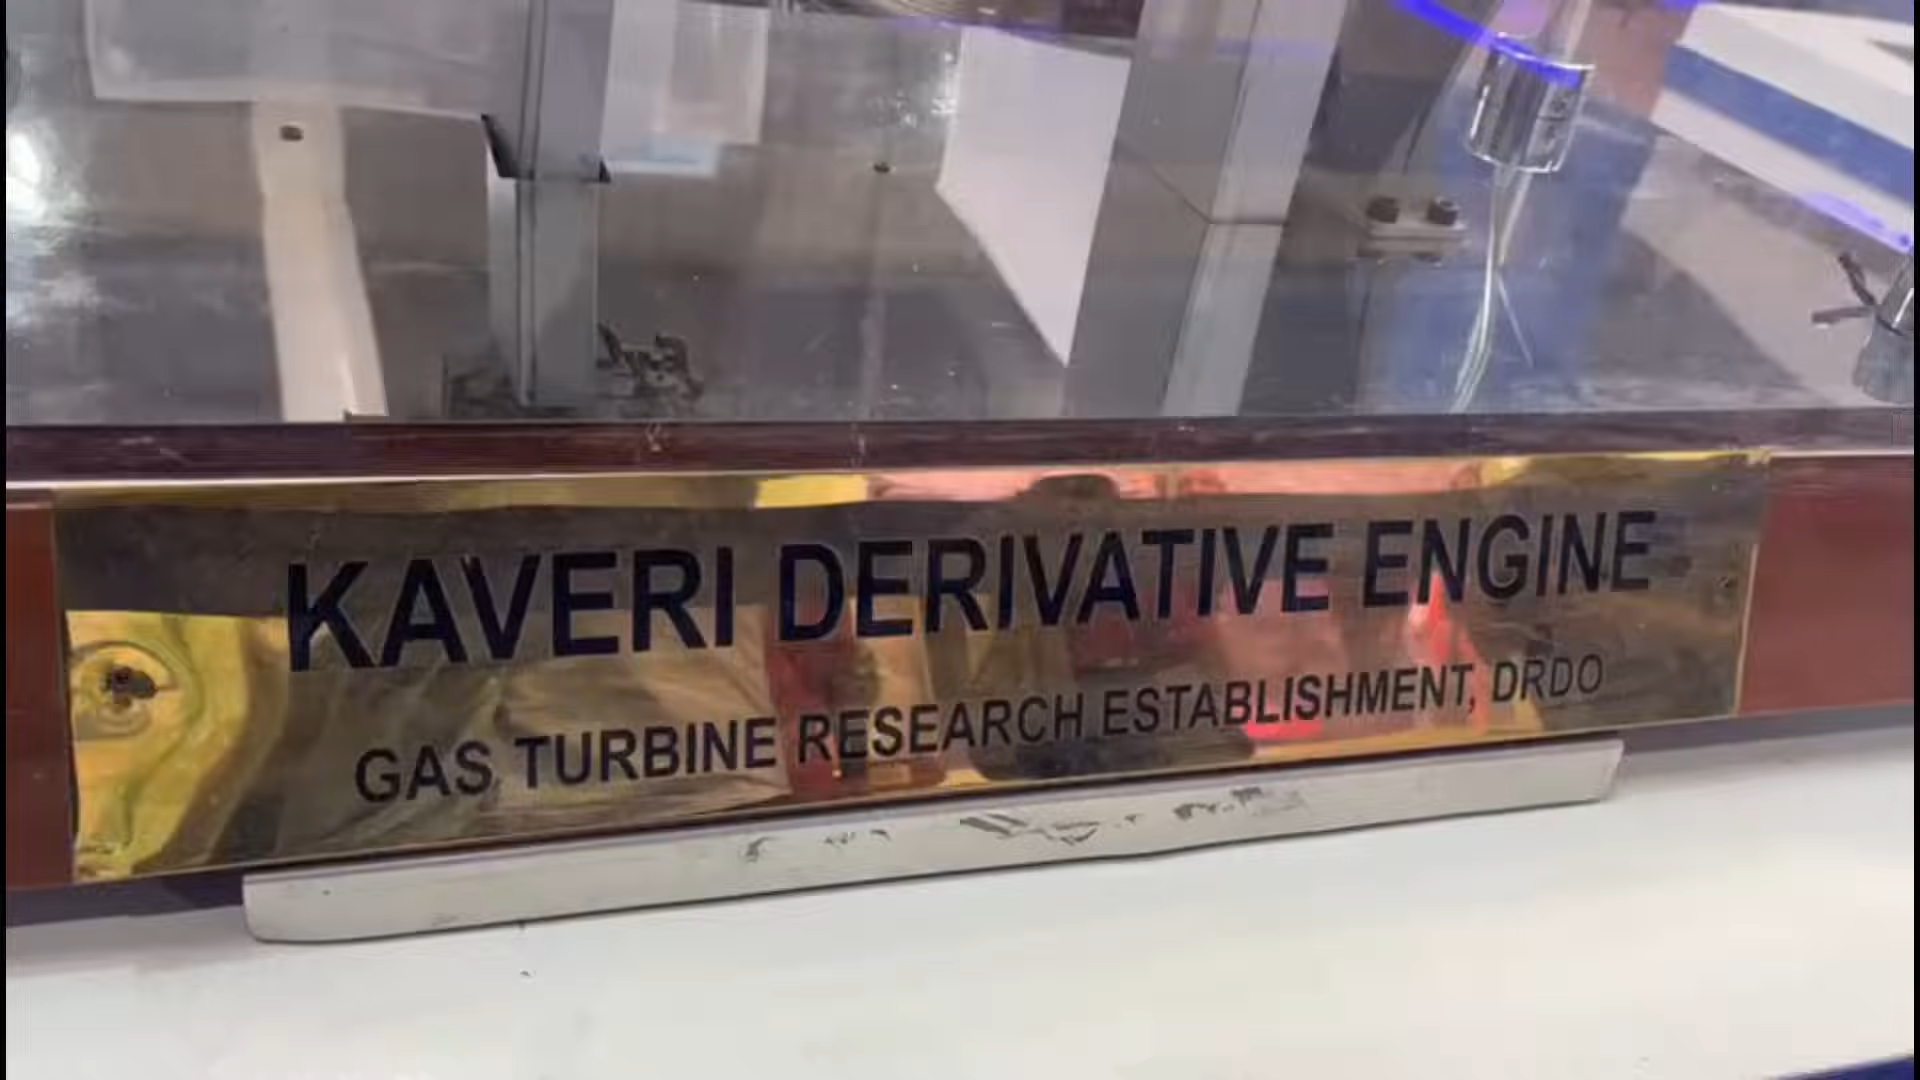 KAVERI DERIVATIVE ENGINE
GAS TURBINE RESEARCH ESTABLISHMENT, DRDO